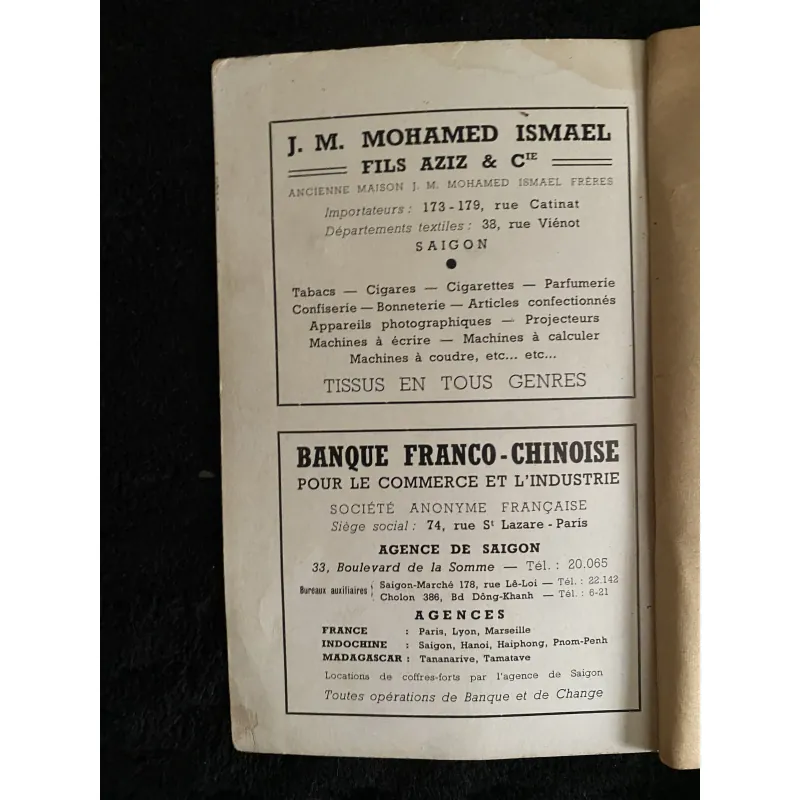 J. M. MOHAMED ISMAEL
FILS AZIZ & CIE
ANCIENNE MAISON J. M. MOHAMED ISMAEL FRÈRES
Importateurs : 173-179, rue Catinat
Départements textiles : 38, rue Viénot
SAIGON
Tabacs — Cigares — Cigarettes — Parfumerie
Confiserie — Bonneterie — Articles confectionnés
Appareils photographiques — Projecteurs
Machines à écrire — Machines à calculer
Machines à coudre, etc... etc...
TISSUS EN TOUS GENRES
BANQUE FRANCO-CHINOISE
POUR LE COMMERCE ET L'INDUSTRIE
SOCIÉTÉ ANONYME FRANÇAISE
Siège social : 74, rue St Lazare - Paris
AGENCE DE SAIGON
33, Boulevard de la Somme — Tél. : 20.065
Bureaux auxiliaires : Saigon-Marché 178, rue Lê-Loi — Tél. : 22.142
Cholon 386, Bd Dông-Khanh — Tél. : 6-21
AGENCES
FRANCE : Paris, Lyon, Marseille
INDOCHINE : Saigon, Hanoi, Haiphong, Pnom-Penh
MADAGASCAR : Tananarive, Tamatave
Locations de coffres-forts par l'agence de Saigon
Toutes opérations de Banque et de Change